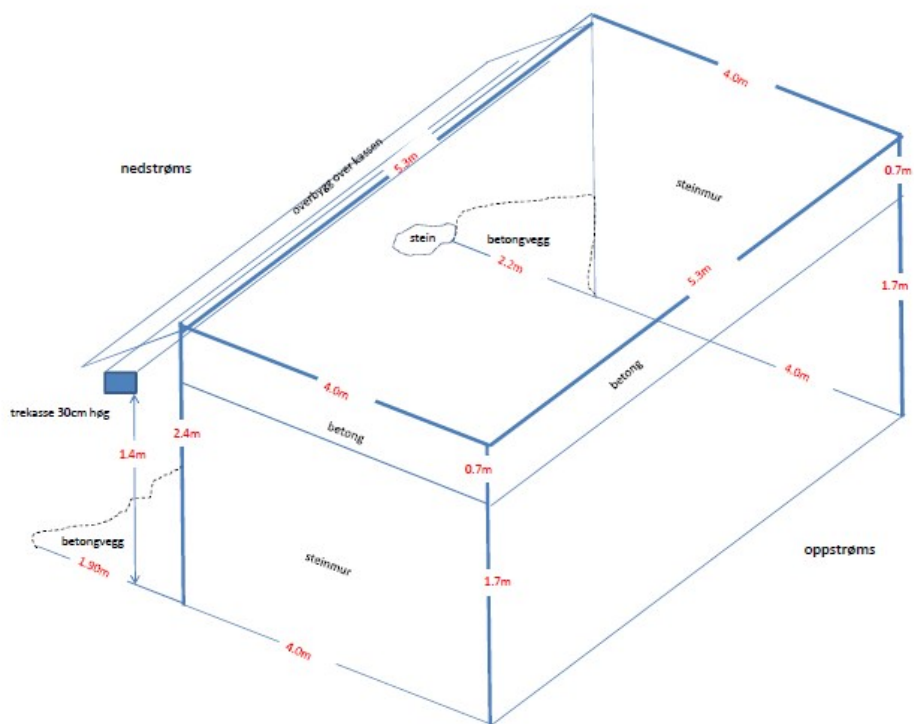 4.0m
nedstrøms
overbygg over kassen
5.3m
0.7m
steinmur
stein
betongvegg
2.2m
5.3m
1.7m
4.0m
betong
4.0m
trekasse 30cm høg
betong
2.4m
1.4m
0.7m
betongvegg
oppstrøms
steinmur
1.90m
1.7m
4.0m